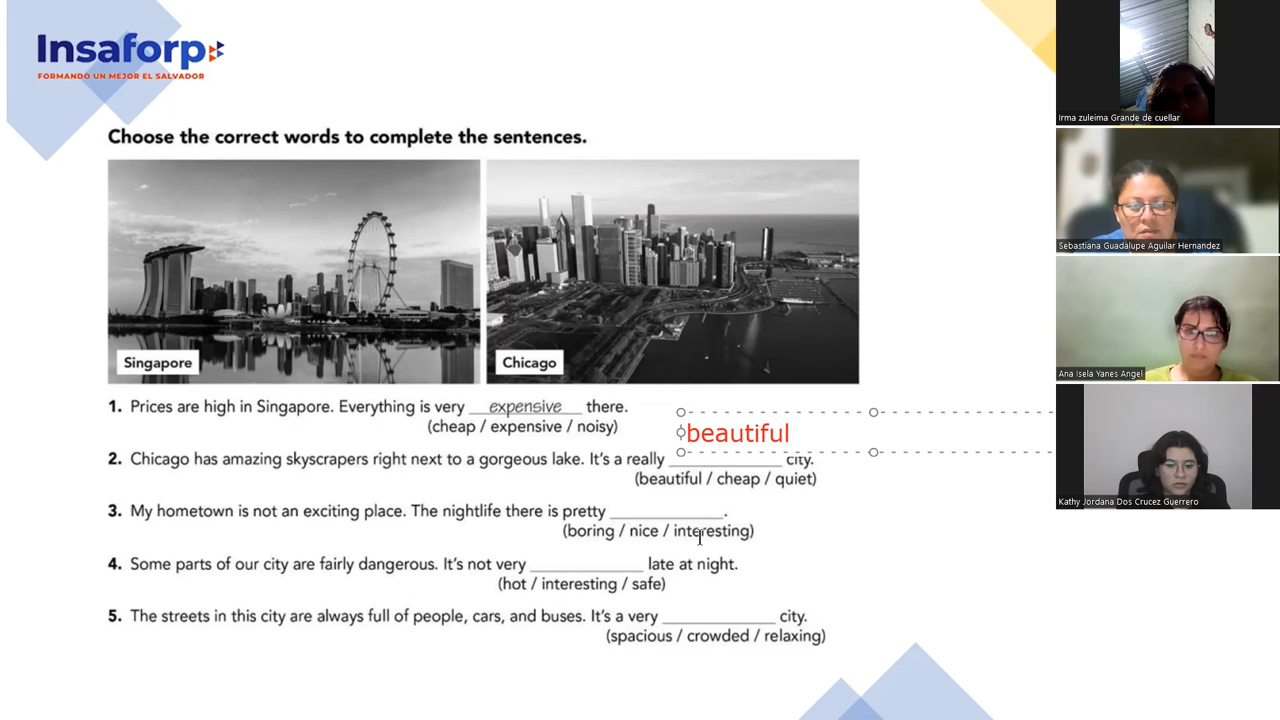 Insaforp
FORMANDO UN MEJOR EL SALVADOR
Choose the correct words to complete the sentences.
Singapore
Chicago
1. Prices are high in Singapore. Everything is very expensive there.
(cheap / expensive / noisy)
beautiful
2. Chicago has amazing skyscrapers right next to a gorgeous lake. It's a really ____________ city.
(beautiful / cheap / quiet)
3. My hometown is not an exciting place. The nightlife there is pretty ____________.
(boring / nice / interesting)
4. Some parts of our city are fairly dangerous. It's not very ____________ late at night.
(hot / interesting / safe)
5. The streets in this city are always full of people, cars, and buses. It's a very ____________ city.
(spacious / crowded / relaxing)
Irma zuleima Grande de cuellar
Sebastiana Guadalupe Aguilar Hernandez
Ana Isela Yanes Angel
Kathy Jordana Dos Crucez Guerrero